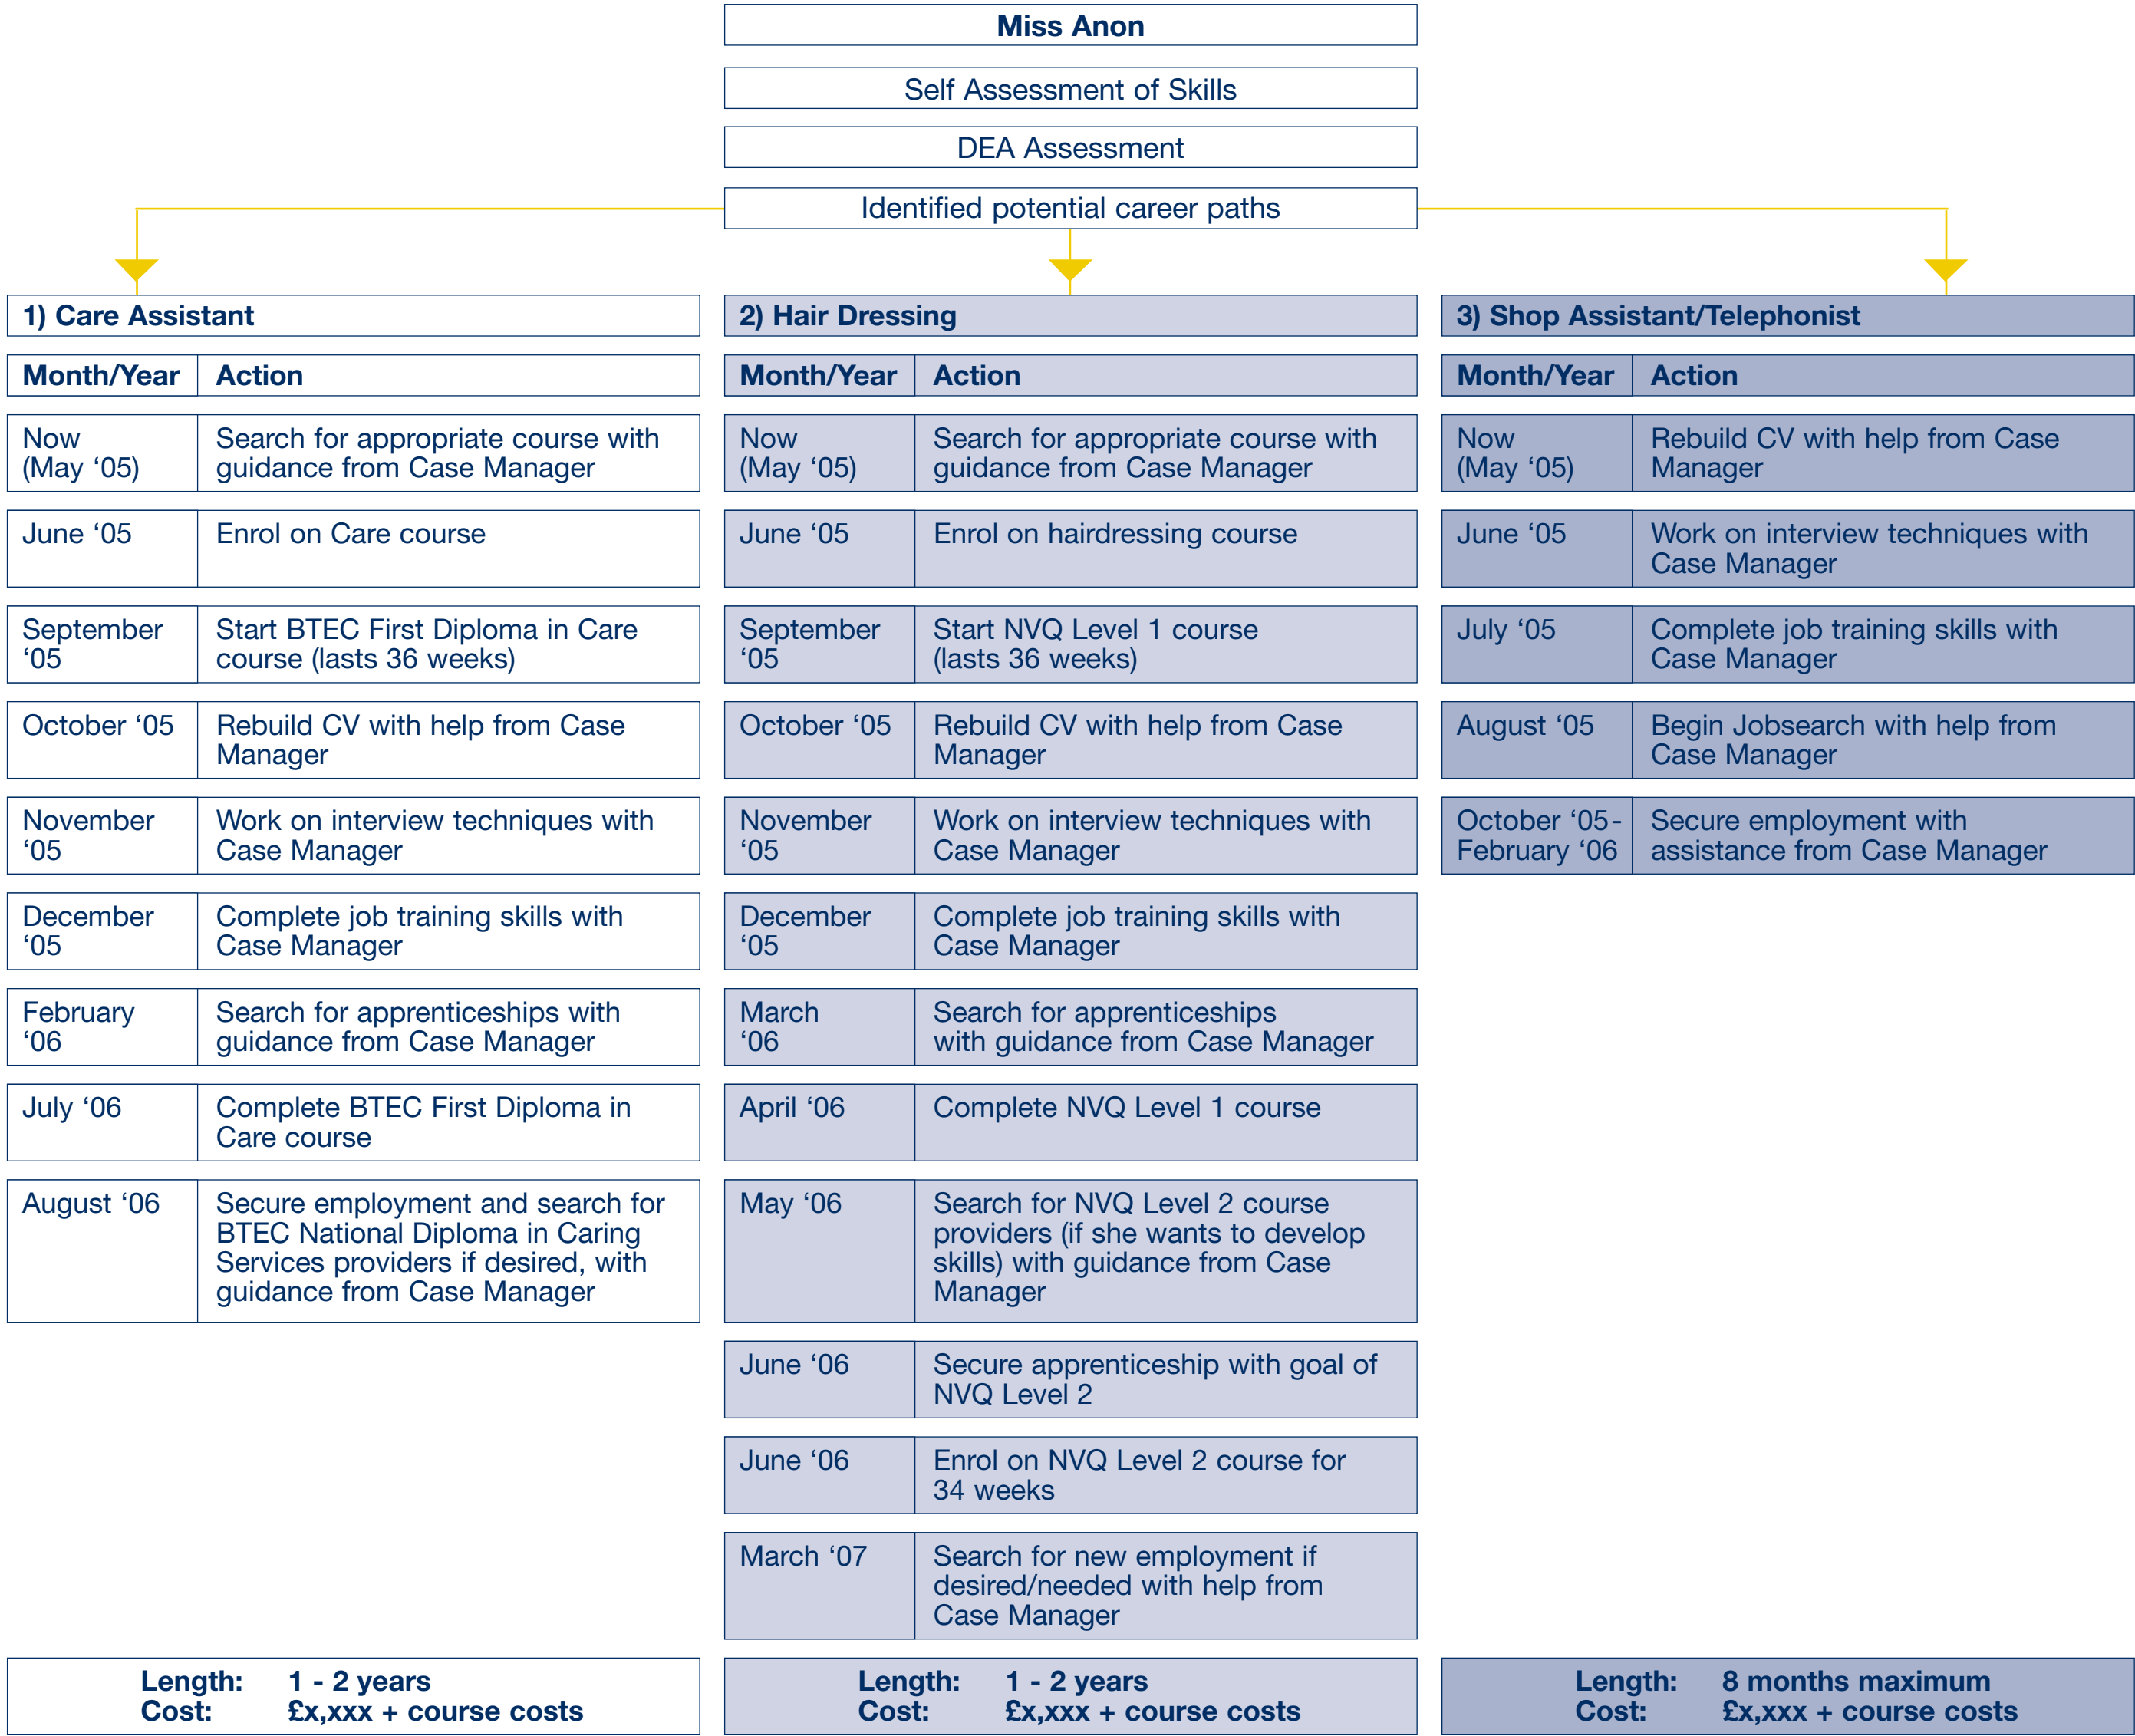 Miss Anon
Self Assessment of Skills
DEA Assessment
Identified potential career paths
1) Care Assistant
Month/Year
Action
Now
(May ‘05)
Search for appropriate course with
guidance from Case Manager
June ‘05
Enrol on Care course
September
‘05
Start BTEC First Diploma in Care
course (lasts 36 weeks)
October ‘05
Rebuild CV with help from Case
Manager
November
‘05
Work on interview techniques with
Case Manager
December
‘05
Complete job training skills with
Case Manager
February
‘06
Search for apprenticeships with
guidance from Case Manager
July ‘06
Complete BTEC First Diploma in
Care course
August ‘06
Secure employment and search for
BTEC National Diploma in Caring
Services providers if desired, with
guidance from Case Manager
Length: 1 - 2 years
Cost: £x,xxx + course costs
2) Hair Dressing
Month/Year
Action
Now
(May ‘05)
Search for appropriate course with
guidance from Case Manager
June ‘05
Enrol on hairdressing course
September
‘05
Start NVQ Level 1 course
(lasts 36 weeks)
October ‘05
Rebuild CV with help from Case
Manager
November
‘05
Work on interview techniques with
Case Manager
December
‘05
Complete job training skills with
Case Manager
March
‘06
Search for apprenticeships
with guidance from Case Manager
April ‘06
Complete NVQ Level 1 course
May ‘06
Search for NVQ Level 2 course
providers (if she wants to develop
skills) with guidance from Case
Manager
June ‘06
Secure apprenticeship with goal of
NVQ Level 2
June ‘06
Enrol on NVQ Level 2 course for
34 weeks
March ‘07
Search for new employment if
desired/needed with help from
Case Manager
Length: 1 - 2 years
Cost: £x,xxx + course costs
3) Shop Assistant/Telephonist
Month/Year
Action
Now
(May ‘05)
Rebuild CV with help from Case
Manager
June ‘05
Work on interview techniques with
Case Manager
July ‘05
Complete job training skills with
Case Manager
August ‘05
Begin Jobsearch with help from
Case Manager
October ‘05-
February ‘06
Secure employment with
assistance from Case Manager
Length: 8 months maximum
Cost: £x,xxx + course costs